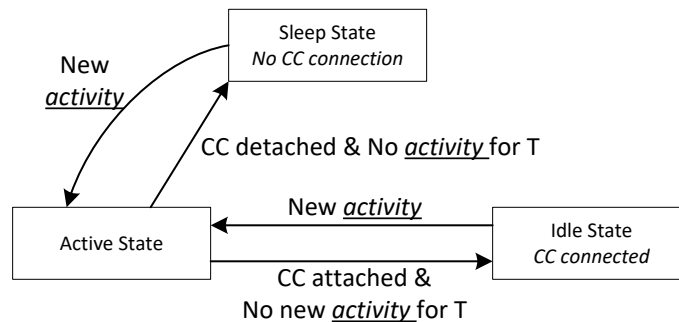 Sleep State
No CC connection
New
activity
CC detached & No activity for T
New activity
Active State
Idle State
CC connected
CC attached &
No new activity for T